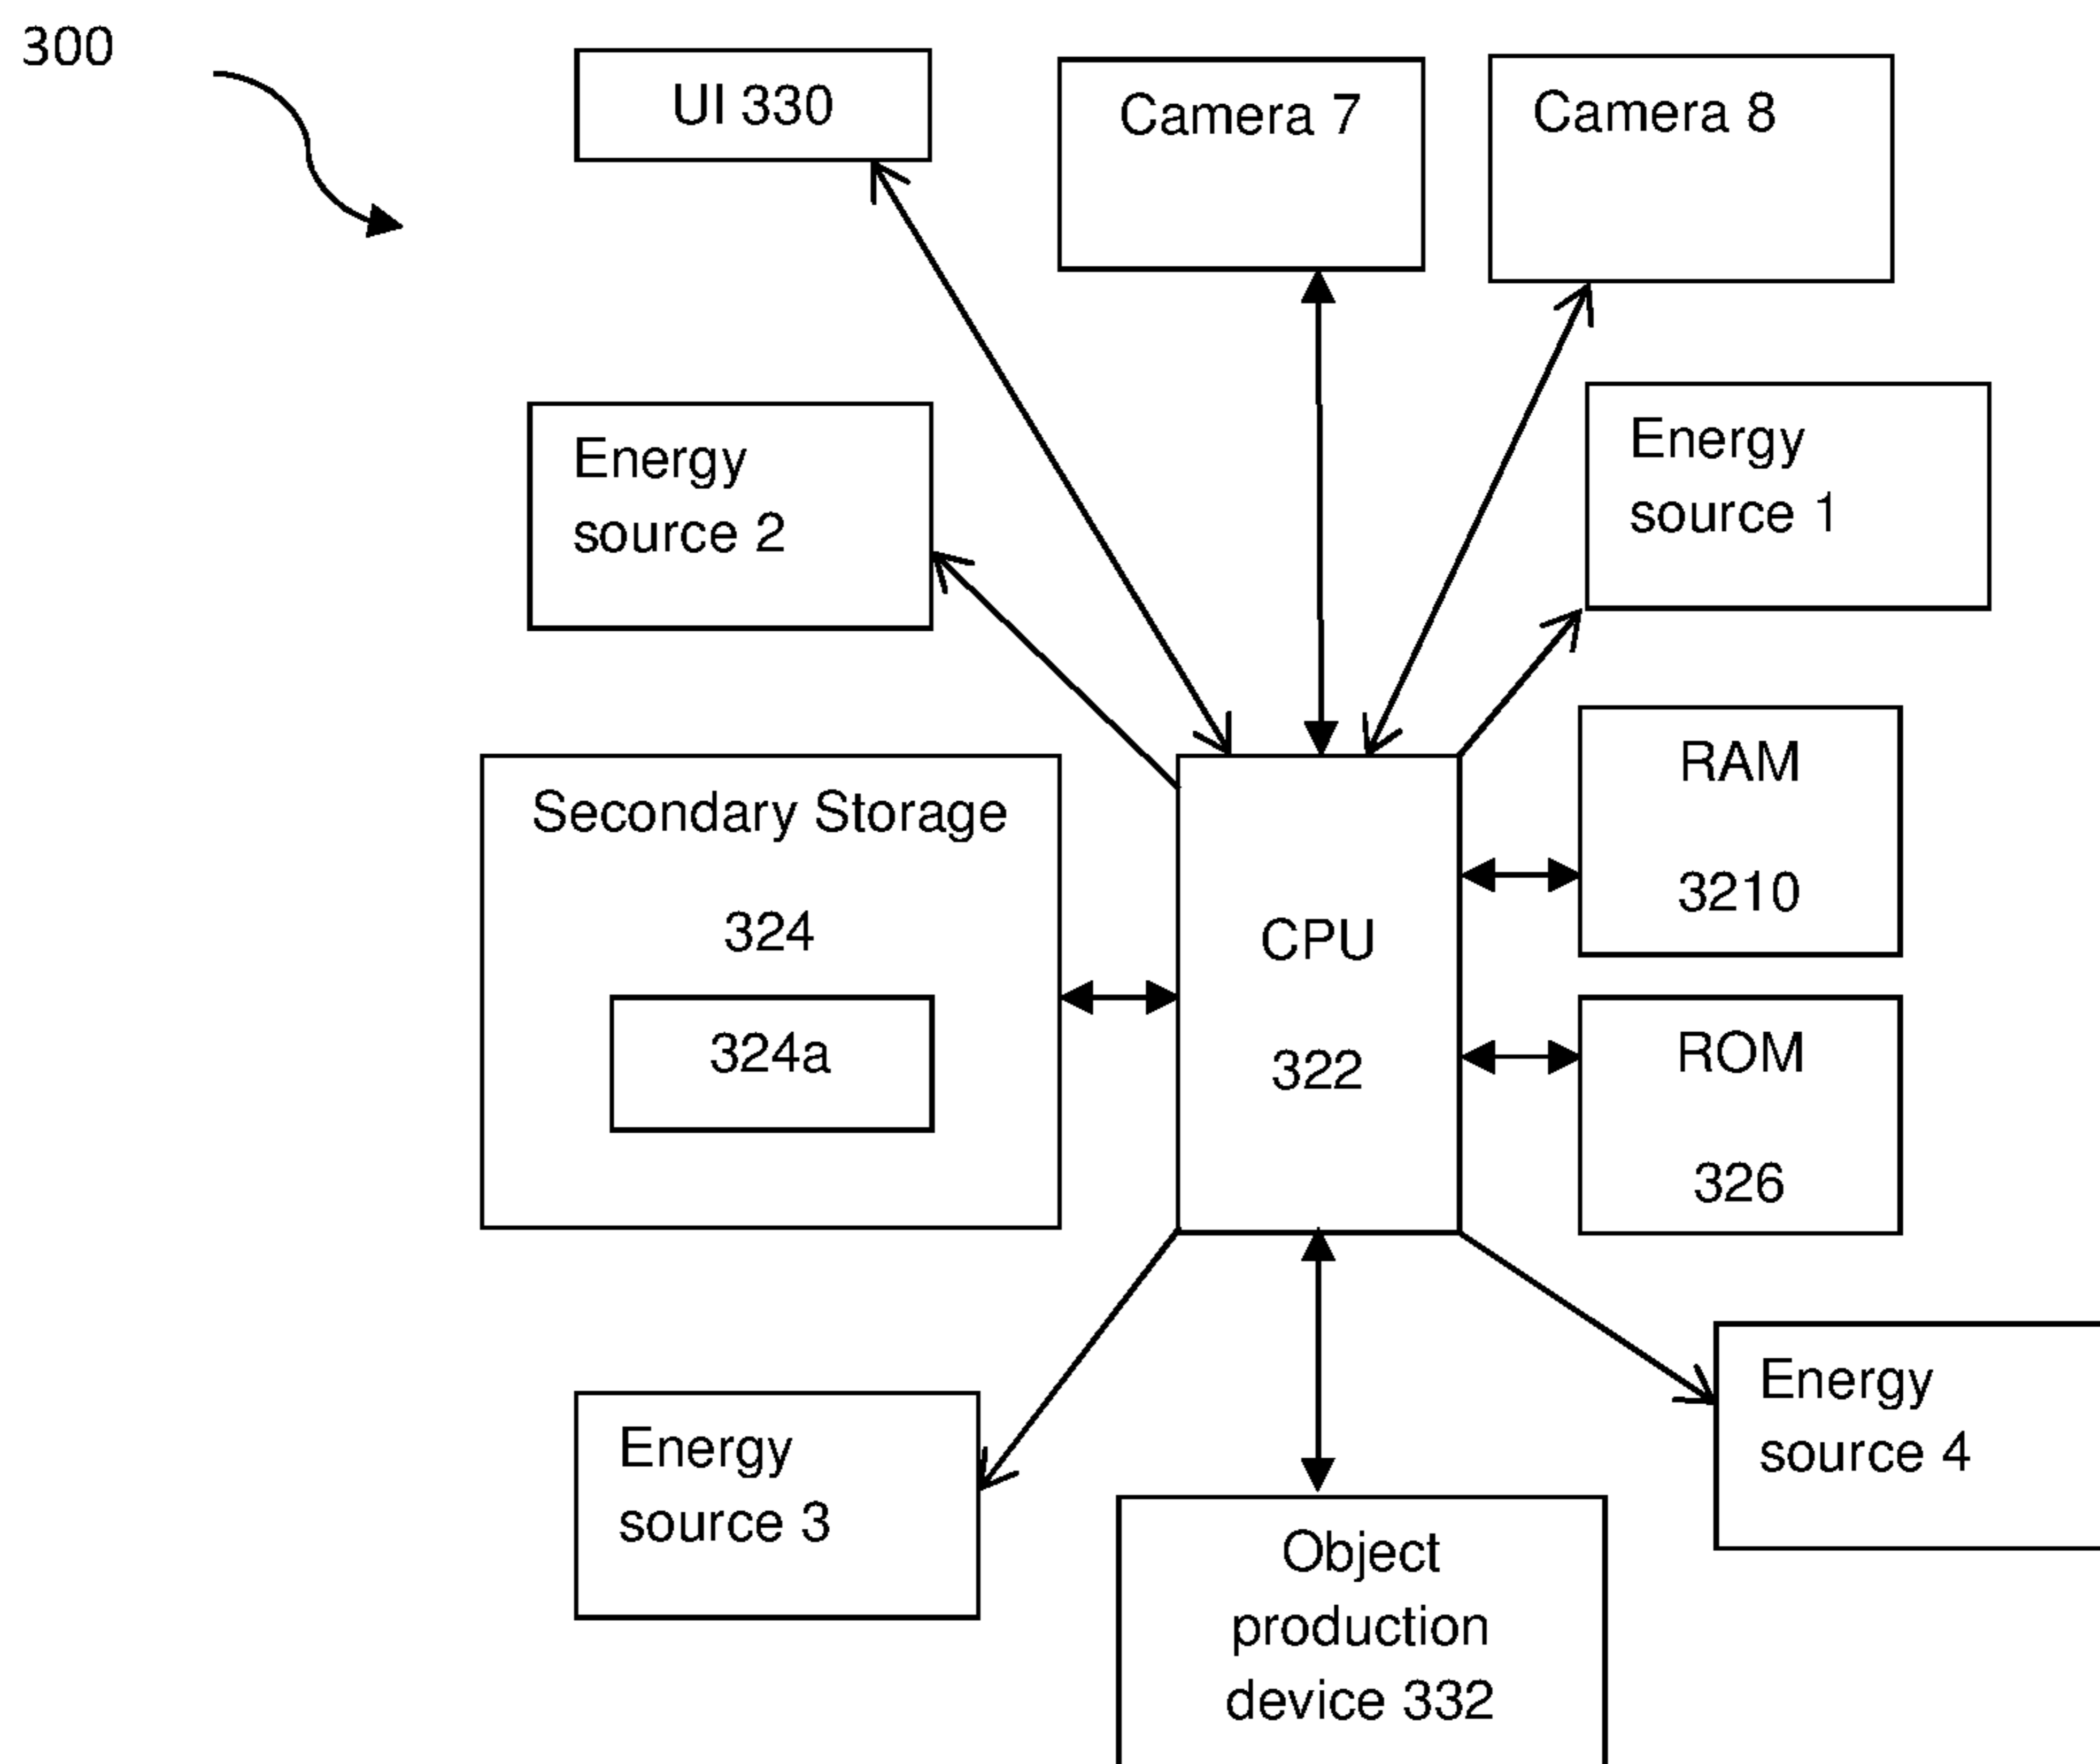 300
UI 330
Camera 7
Camera 8
Energy
source 2
Energy
source 1
Secondary Storage
324
324a
CPU
322
RAM
3210
ROM
326
Energy
source 3
Object
production
device 332
Energy
source 4